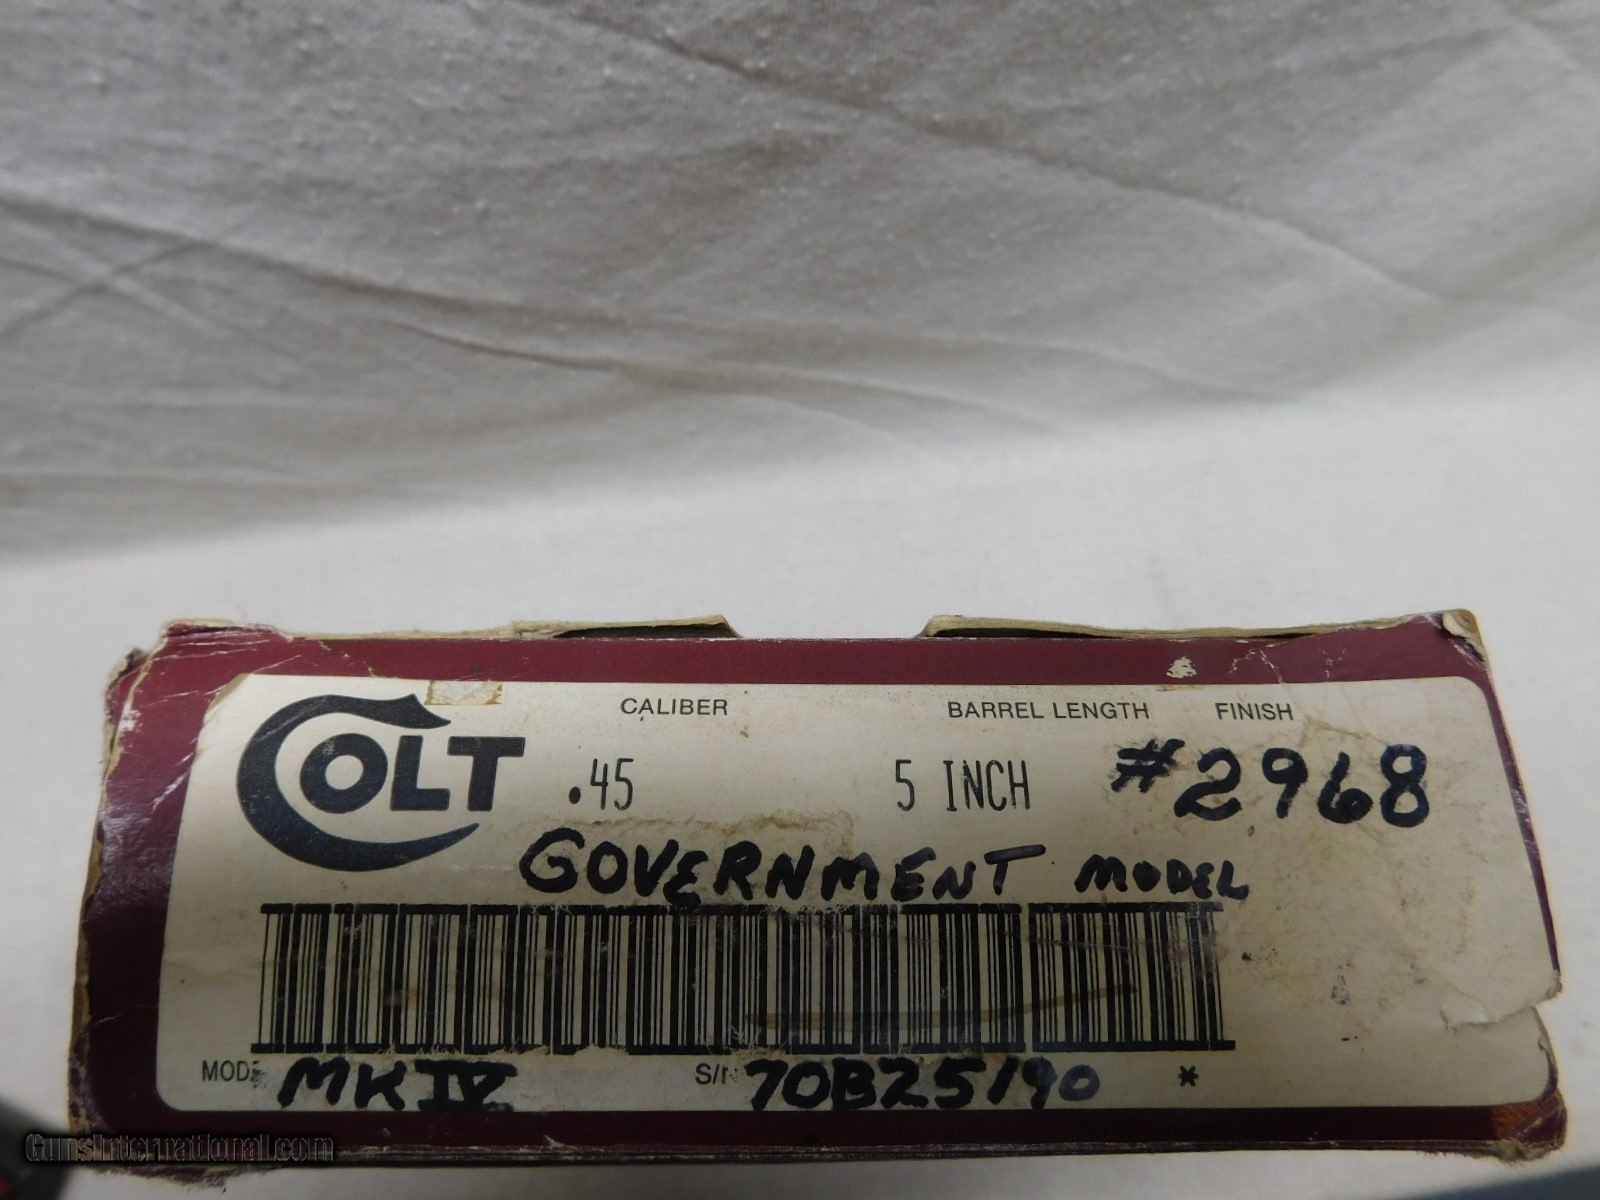 CALIBER BARREL LENGTH FINISH
COLT .45 5 INCH #2968
GOVERNMENT MODEL
MODE MKIV S/N 70B25190 *
GunsInternational.com